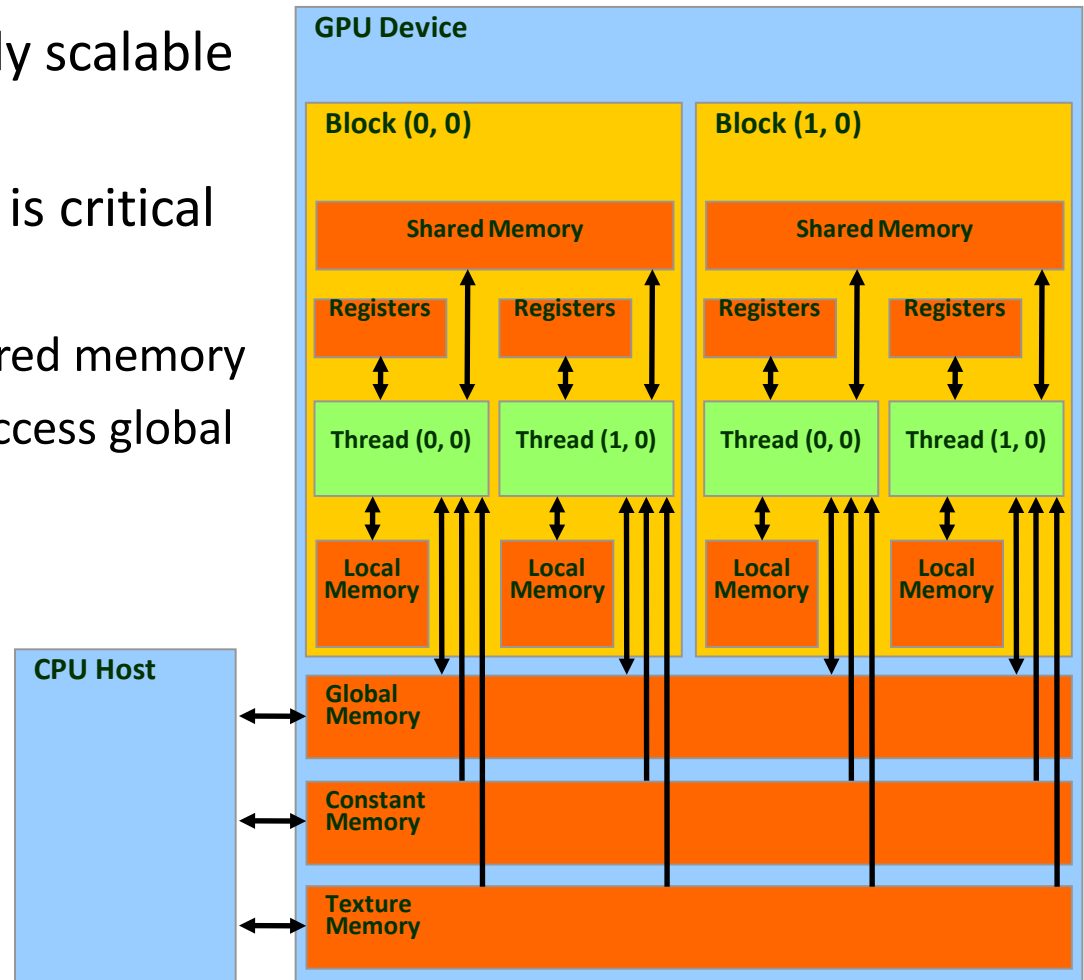 ly scalable
is critical
red memory
ccess global
GPU Device
Block (0, 0)
Block (1, 0)
Shared Memory
Shared Memory
Registers
Registers
Registers
Registers
Thread (0, 0)
Thread (1, 0)
Thread (0, 0)
Thread (1, 0)
Local
Memory
Local
Memory
Local
Memory
Local
Memory
CPU Host
Global
Memory
Constant
Memory
Texture
Memory